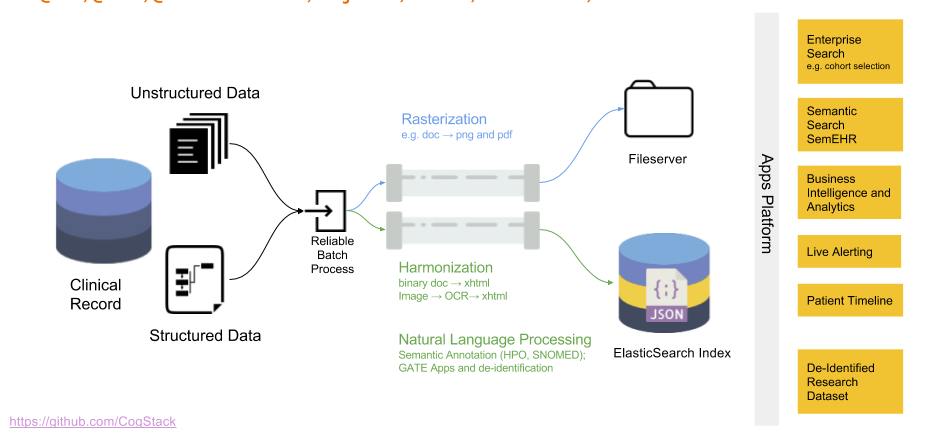 Unstructured Data
Clinical
Record
Structured Data
Reliable
Batch
Process
Rasterization
e.g. doc → png and pdf
Harmonization
binary doc → xhtml
Image → OCR→ xhtml
Natural Language Processing
Semantic Annotation (HPO, SNOMED);
GATE Apps and de-identification
Fileserver
{;}
JSON
ElasticSearch Index
Apps Platform
Enterprise
Search
e.g. cohort selection
Semantic
Search
SemEHR
Business
Intelligence and
Analytics
Live Alerting
Patient Timeline
De-Identified
Research
Dataset
https://github.com/CogStack